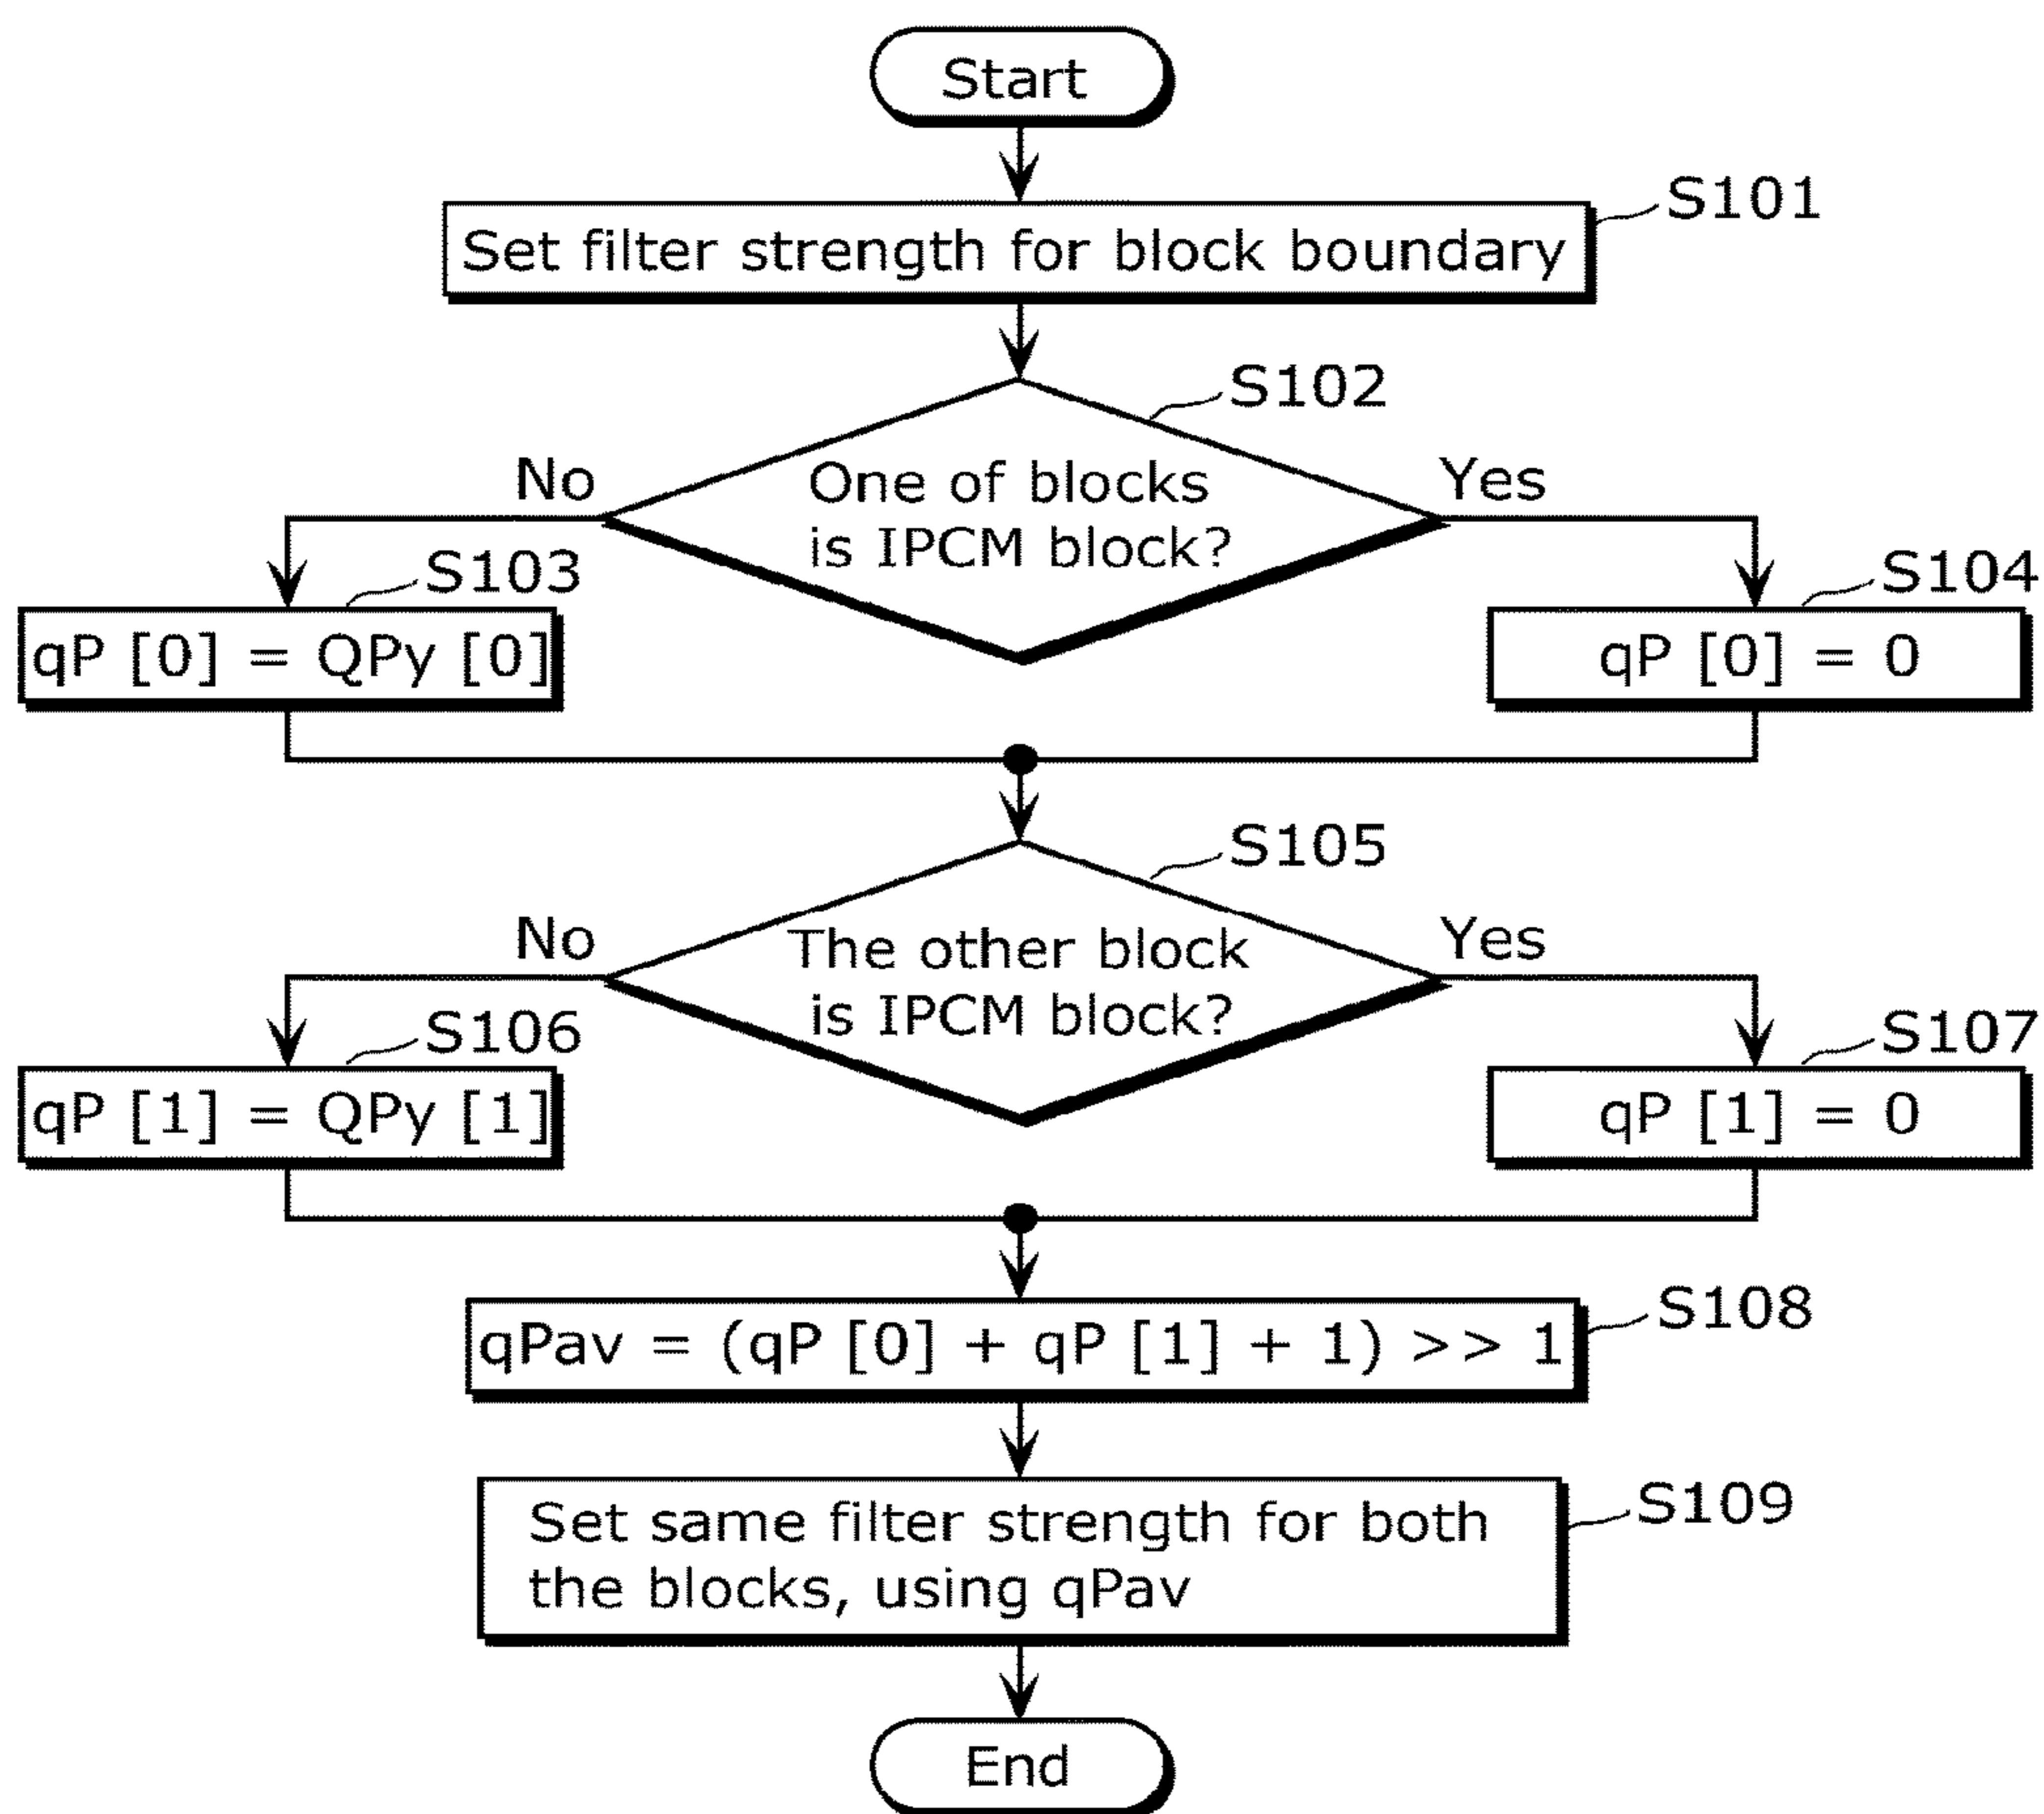 Start
S101
Set filter strength for block boundary
S102
One of blocks
is IPCM block?
No
Yes
S103
qP [0] = QPy [0]
S104
qP [0] = 0
S105
The other block
is IPCM block?
No
Yes
S106
qP [1] = QPy [1]
S107
qP [1] = 0
S108
qPav = (qP [0] + qP [1] + 1) >> 1
S109
Set same filter strength for both
the blocks, using qPav
End